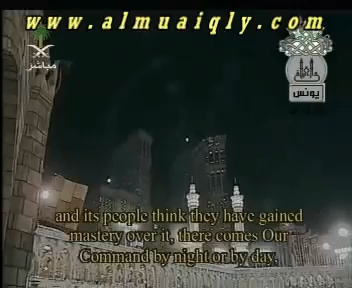 www.almuaiqly.com
مباشر
يونس
and its people think they have gained
mastery over it, there comes Our
Command by night or by day,